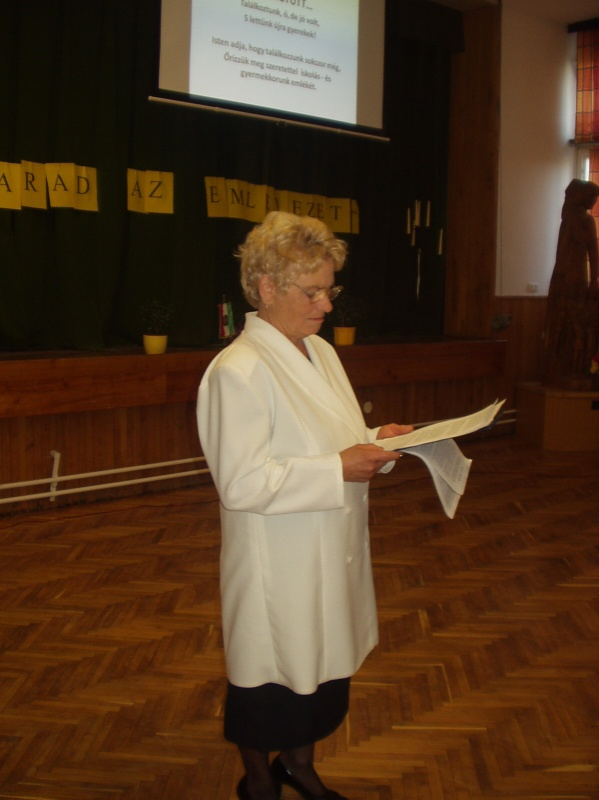 Találkoztunk, ó, de jó volt,
S lettünk újra gyerekek!
Isten adja, hogy találkozzunk sokszor még,
Őrizzük meg szeretettel iskolás - és
gyermekkorunk emlékét.
ARAD AZ EMLÉKEZET